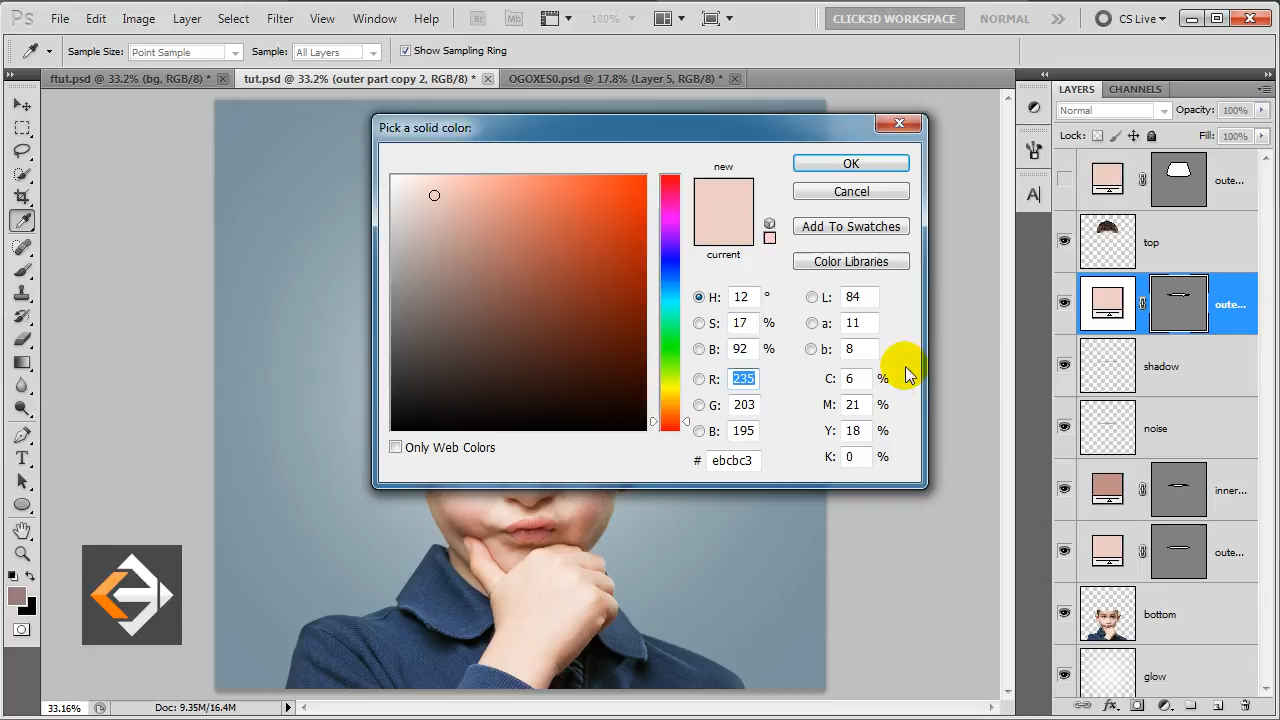 Ps File Edit Image Layer Select Filter View Window Help Br Mb 100% CLICK3D WORKSPACE NORMAL CS Live
Sample Size: Point Sample Sample: All Layers Show Sampling Ring
ftut.psd @ 33.2% (bg, RGB/8) * tut.psd @ 33.2% (outer part copy 2, RGB/8) * OGOXES0.psd @ 17.8% (Layer 5, RGB/8) *
Pick a solid color:
new
current
OK
Cancel
Add To Swatches
Color Libraries
H: 12 ° L: 84
S: 17 % a: 11
B: 92 % b: 8
R: 235 C: 6 %
G: 203 M: 21 %
B: 195 Y: 18 %
# ebcbc3 K: 0 %
Only Web Colors
LAYERS CHANNELS
Normal Opacity: 100%
Lock: Fill: 100%
oute...
top
oute...
shadow
noise
inner...
oute...
bottom
glow
33.16% Doc: 9.35M/16.4M